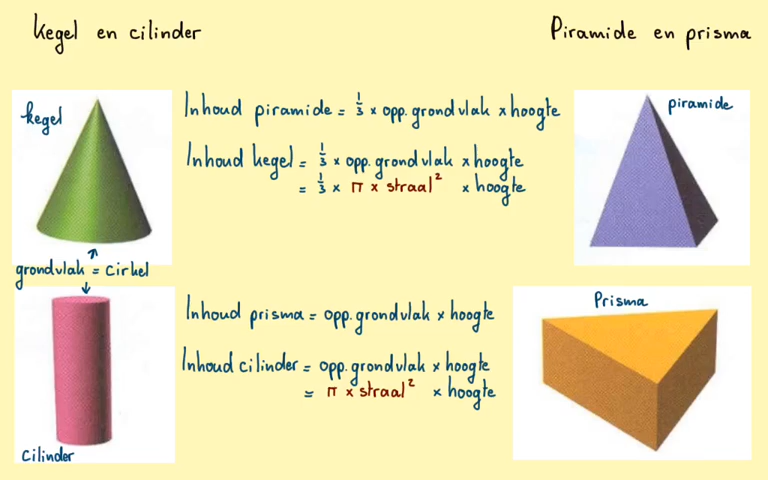 Kegel en cilinder
Piramide en prisma
kegel
Inhoud piramide = 1/3 x opp. grondvlak x hoogte
piramide
Inhoud kegel = 1/3 x opp. grondvlak x hoogte
= 1/3 x π x straal² x hoogte
grondvlak = Cirkel
Inhoud prisma = opp. grondvlak x hoogte
Prisma
Inhoud cilinder = opp. grondvlak x hoogte
= π x straal² x hoogte
Cilinder